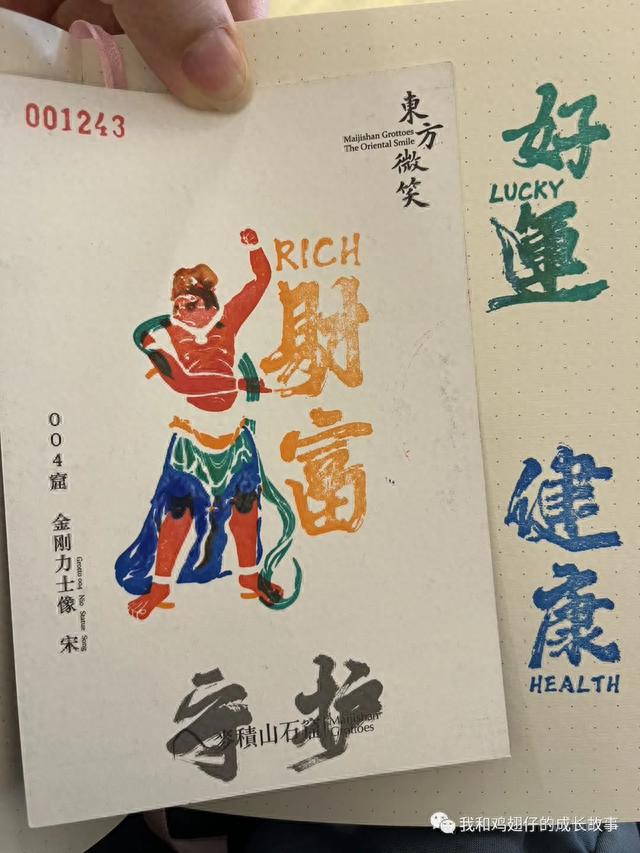 001243
東方微笑
Maijishan Grottoes
The Oriental Smile
RICH
財富
004窟 金刚力士像 宋
Grotto 004 Nio Statue Song
守护
麥積山石窟
Maijishan
Grottoes
好運
LUCKY
健康
HEALTH
我和鸡翅仔的成长故事